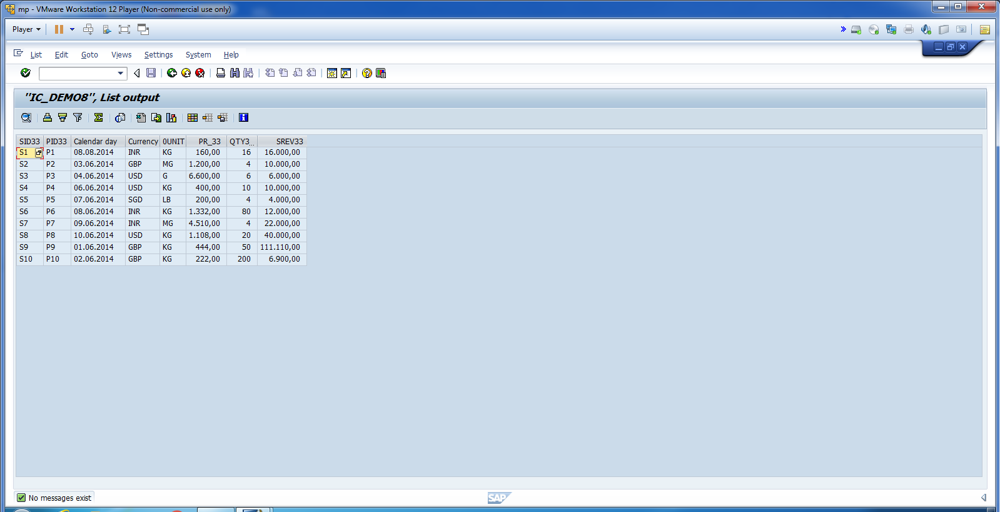 mp - VMware Workstation 12 Player (Non-commercial use only)
Player
List Edit Goto Views Settings System Help
"IC_DEMO8", List output
SID33 PID33 Calendar day Currency 0UNIT PR_33 QTY3... SREV33
S1 P1 08.08.2014 INR KG 160,00 16 16.000,00
S2 P2 03.06.2014 GBP MG 1.200,00 4 10.000,00
S3 P3 04.06.2014 USD G 6.600,00 6 6.000,00
S4 P4 06.06.2014 USD KG 400,00 10 10.000,00
S5 P5 07.06.2014 SGD LB 200,00 4 4.000,00
S6 P6 08.06.2014 INR KG 1.332,00 80 12.000,00
S7 P7 09.06.2014 INR MG 4.510,00 4 22.000,00
S8 P8 10.06.2014 USD KG 1.108,00 20 40.000,00
S9 P9 01.06.2014 GBP KG 444,00 50 111.110,00
S10 P10 02.06.2014 GBP KG 222,00 200 6.900,00
No messages exist
SAP